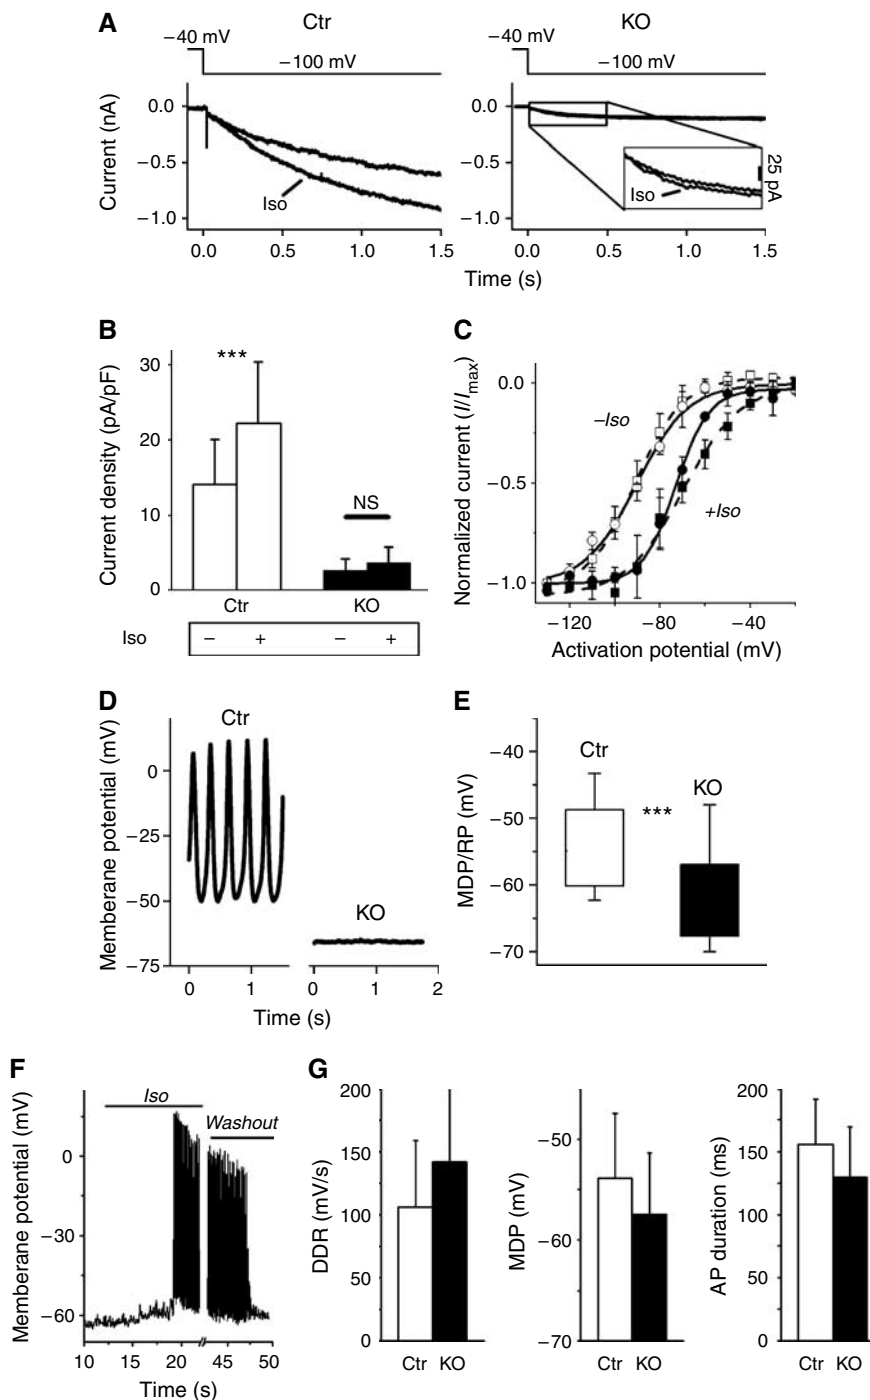 A
Ctr
KO
−40 mV
−100 mV
−40 mV
−100 mV
Current (nA)
0.0
−0.5
−1.0
Iso
0.0 0.5 1.0 1.5
0.0
−0.5
−1.0
Iso
25 pA
0.0 0.5 1.0 1.5
Time (s)
B
Current density (pA/pF)
30
20
10
0
***
NS
Ctr
KO
Iso − + − +
C
Normalized current (I/Imax)
0.0
−0.5
−1.0
−Iso
+Iso
−120 −80 −40
Activation potential (mV)
D
Memberane potential (mV)
0
−25
−50
−75
Ctr
KO
0 1 0 1 2
Time (s)
E
MDP/RP (mV)
−40
−50
−60
−70
Ctr
***
KO
F
Memberane potential (mV)
0
−30
−60
Iso
Washout
10 15 20 45 50
Time (s)
G
DDR (mV/s)
200
150
100
50
0
Ctr KO
MDP (mV)
−50
−60
−70
Ctr KO
AP duration (ms)
200
150
100
50
0
Ctr KO